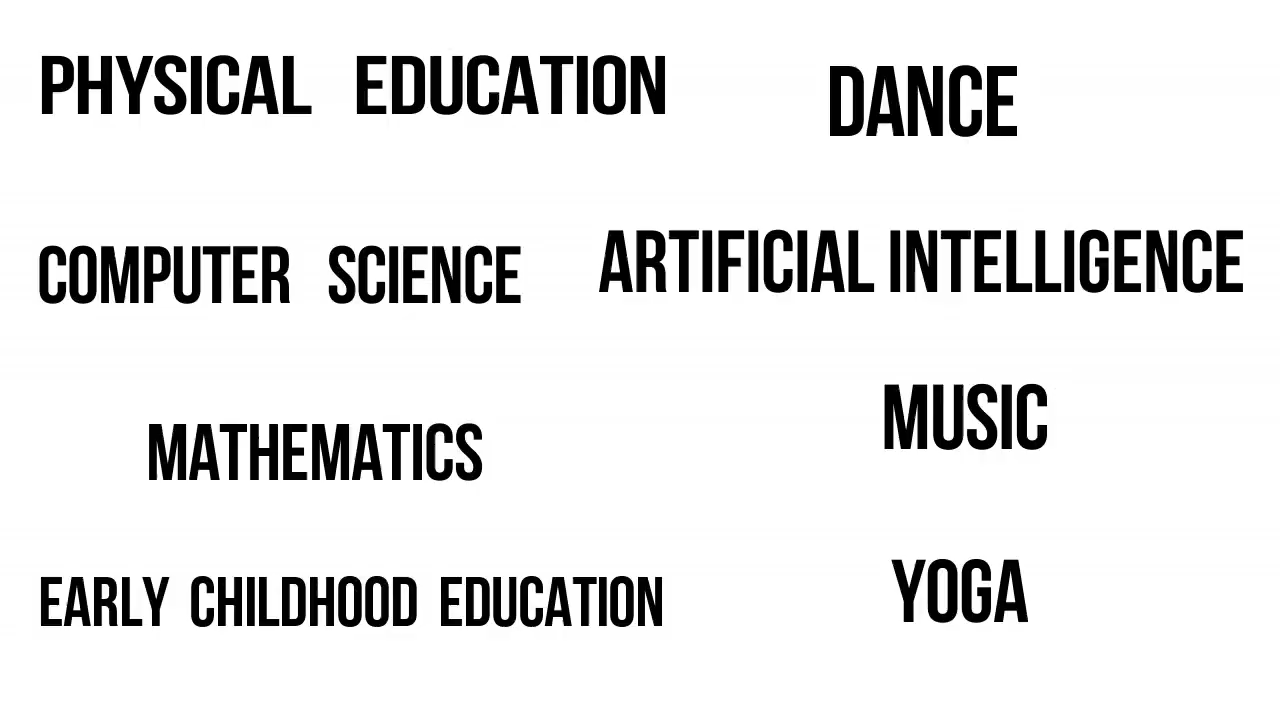 PHYSICAL EDUCATION
DANCE
COMPUTER SCIENCE
ARTIFICIAL INTELLIGENCE
MATHEMATICS
MUSIC
EARLY CHILDHOOD EDUCATION
YOGA